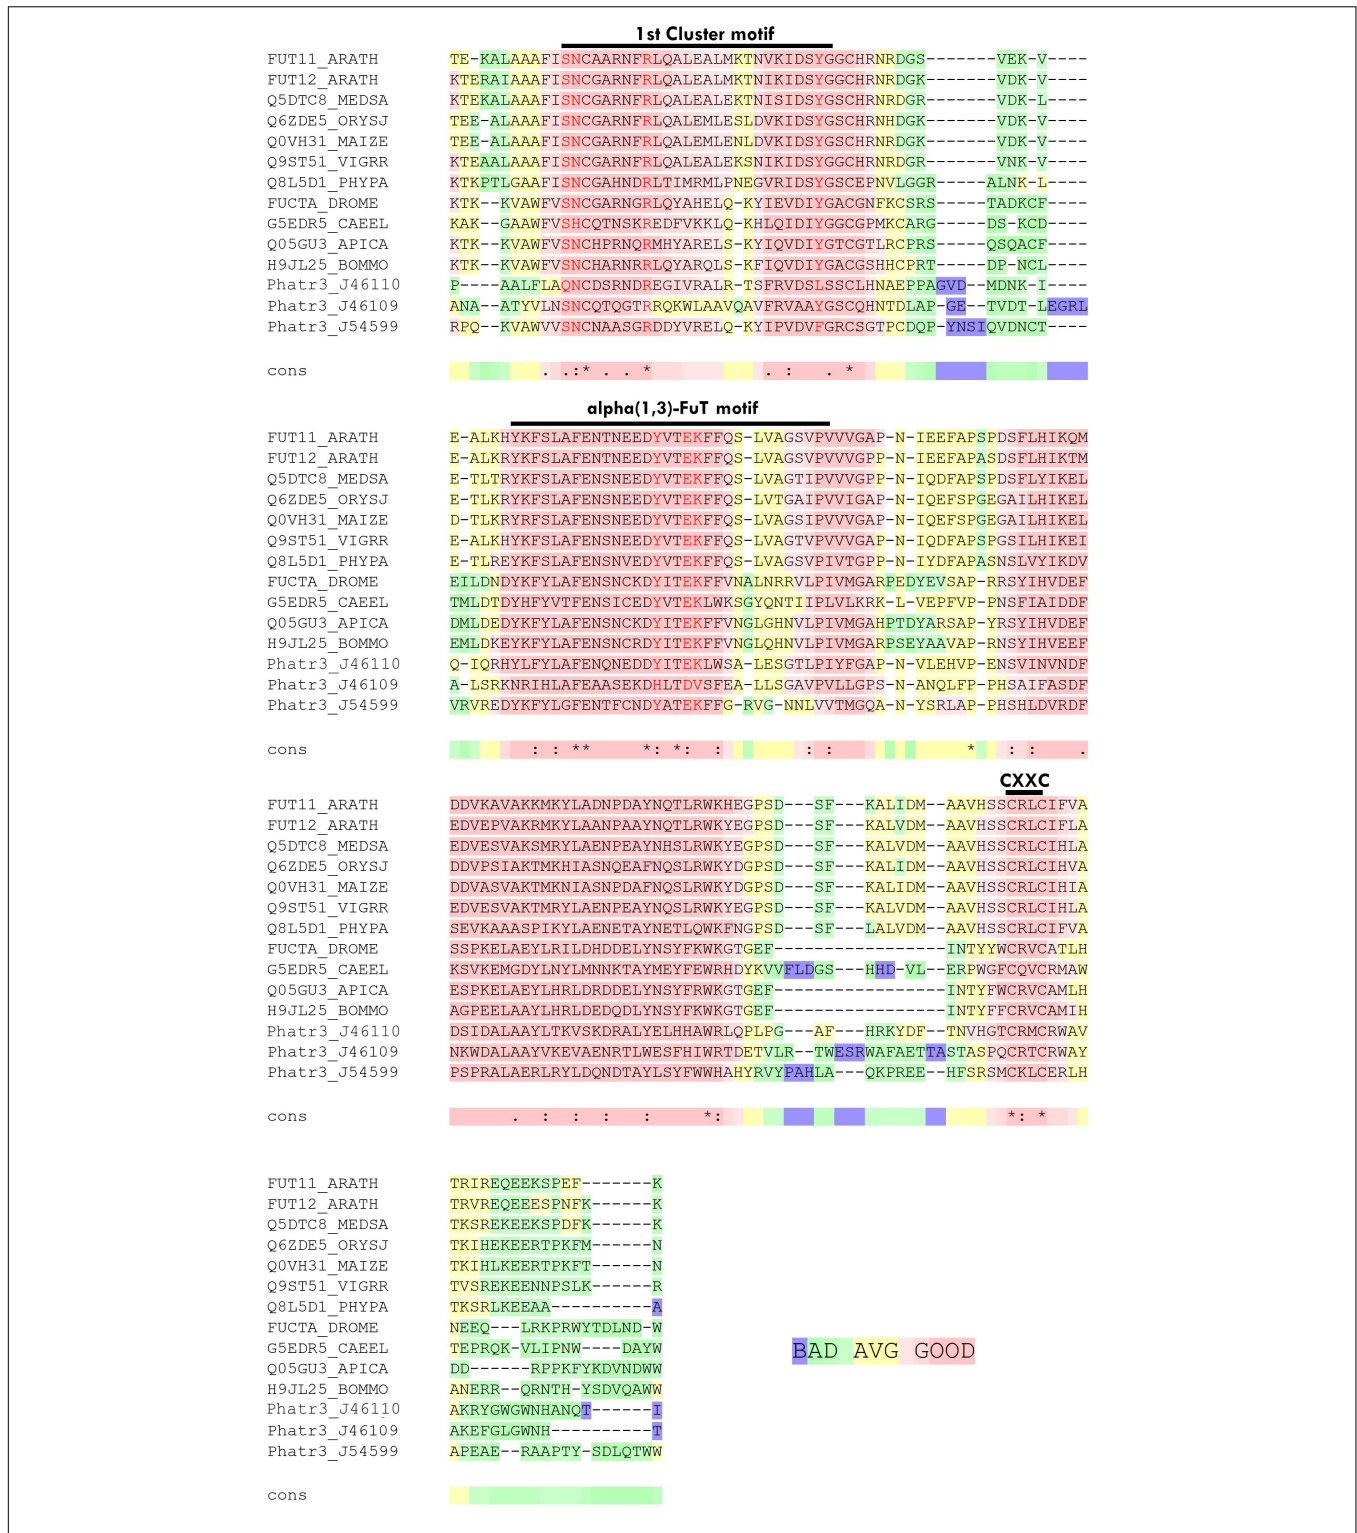 1st Cluster motif
FUT11_ARATH TE-KALAAAFISNCAARNFRLQALEALMKTNVKIDSYGGCHRNRDGS-------VEK-V----
FUT12_ARATH KTERAIAAAFISNCGARNFRLQALEALMKTNVKIDSYGGCHRNRDGK-------VDK-V----
Q5DTC8_MEDSA KTEKALAAAFISNCGARNFRLQALEALEKTNISIDSYGSCHRNRDGR-------VDK-L----
Q6ZDE5_ORYSJ TEE-ALAAAFISNCGARNFRLQALEMLESLDVKIDSYGSCHRNHDGK-------VDK-V----
Q0VH31_MAIZE TEE-ALAAAFISNCGARNFRLQALEMLENLDVKIDSYGSCHRNRDGK-------VDK-V----
Q9ST51_VIGRR KTEAALAAAFISNCGARNFRLQALEALEKSNIKIDSYGGCHRNRDGR-------VNK-V----
Q8L5D1_PHYPA KTKPTLGAAFISNCGAHNDRLTIMRMLPNEGVRIDSYGSCEPNVLGGR-----ALNK-L----
FUCTA_DROME KTK--KVAWFVSNCGARNGRLQYAHELQ-KYIEVDIYGACGNFKCSRS-----TADKCF----
G5EDR5_CAEEL KAK--GAAWFVSHCQTNSKREDFVKKLQ-KHLQIDIYGGCGPMKCARG-----DS-KCD----
Q05GU3_APICA KTK--KVAWFVSNCHPRNQRMHYARELS-KYIQVDIYGTCGTLRCPRS-----QSQACF----
H9JL25_BOMMO KTK--KVAWFVSNCHARNRRLQYARQLS-KFIQVDIYGACGSHHCPRT-----DP-NCL----
Phatr3_J46110 P----AALFLAQNCDSRNDREGIVRALR-TSFRVDSLSSCLHNAEPPAGVD--MDNK-I----
Phatr3_J46109 ANA--ATYVLNSNCQTQGTRRQKWLAAVQAVFRVAAYGSCQHNTDLAP-GE--TVDT-LEGRL
Phatr3_J54599 RPQ--KVAWVVSNCNAASGRDDYVRELQ-KYIPVDVFGRCSGTPCDQP-YNSIQVDNCT----
cons . .:* . . * . : . *
alpha(1,3)-FuT motif
FUT11_ARATH E-ALKHYKFSLAFENTNEEDYVTEKFFQS-LVAGSVPVVVGAP-N-IEEFAPSPDSFLHIKQM
FUT12_ARATH E-ALKRYKFSLAFENTNEEDYVTEKFFQS-LVAGSVPVVVGPP-N-IEEFAPASDSFLHIKTM
Q5DTC8_MEDSA E-TLTRYKFSLAFENSNEEDYVTEKFFQS-LVAGTIPVVVGPP-N-IQDFAPSPDSFLYIKEL
Q6ZDE5_ORYSJ E-TLKRYKFSLAFENSNEEDYVTEKFFQS-LVTGAIPVVIGAP-N-IQEFSPGEGAILHIKEL
Q0VH31_MAIZE D-TLKRYRFSLAFENSNEEDYVTEKFFQS-LVAGSIPVVVGAP-N-IQEFSPGEGAILHIKEL
Q9ST51_VIGRR E-ALKHYKFSLAFENSNEEDYVTEKFFQS-LVAGTVPVVVGAP-N-IQDFAPSPGSILHIKEI
Q8L5D1_PHYPA E-TLREYKFSLAFENSNVEDYVTEKFFQS-LVAGSVPIVTGPP-N-IYDFAPASNSLVYIKDV
FUCTA_DROME EILDNDYKFYLAFENSNCKDYITEKFFVNALNRRVLPIVMGARPEDYEVSAP-RRSYIHVDEF
G5EDR5_CAEEL TMLDTDYHFYVTFENSICEDYVTEKLWKSGYQNTIIPLVLKRK-L-VEPFVP-PNSFIAIDDF
Q05GU3_APICA DMLDEDYKFYLAFENSNCKDYITEKFFVNGLGHNVLPIVMGAHPTDYARSAP-YRSYIHVDEF
H9JL25_BOMMO EMLDKEYKFYLAFENSNCRDYITEKFFVNGLQHNVLPIVMGARPSEYAAVAP-RNSYIHVEEF
Phatr3_J46110 Q-IQRHYLFYLAFENQNEDDYITEKLWSA-LESGTLPIYFGAP-N-VLEHVP-ENSVINVNDF
Phatr3_J46109 A-LSRKNRIHLAFEAASEKDHLTDVSFEA-LLSGAVPVLLGPS-N-ANQLFP-PHSAIFASDF
Phatr3_J54599 VRVREDYKFYLGFENTFCNDYATEKFFG-RVG-NNLVVTMGQA-N-YSRLAP-PHSHLDVRDF
cons : : ** *: *: : : : * : : .
CXXC
FUT11_ARATH DDVKAVAKKMKYLADNPDAYNQTLRWKHEGPSD---SF---KALIDM--AAVHSSCRLCIFVA
FUT12_ARATH EDVEPVAKRMKYLAANPAAYNQTLRWKYEGPSD---SF---KALVDM--AAVHSSCRLCIFLA
Q5DTC8_MEDSA EDVESVAKSMRYLAENPEAYNHSLRWKYEGPSD---SF---KALVDM--AAVHSSCRLCIHLA
Q6ZDE5_ORYSJ DDVPSIAKTMKHIASNQEAFNQSLRWKYDGPSD---SF---KALIDM--AAVHSSCRLCIHVA
Q0VH31_MAIZE DDVASVAKTMKNIASNPDAFNQSLRWKYDGPSD---SF---KALIDM--AAVHSSCRLCIHIA
Q9ST51_VIGRR EDVESVAKTMRYLAENPEAYNQSLRWKYEGPSD---SF---KALVDM--AAVHSSCRLCIHLA
Q8L5D1_PHYPA SEVKAAASPIKYLAENETAYNETLQWKFNGPSD---SF---LALVDM--AAVHSSCRLCIFVA
FUCTA_DROME SSPKELAEYLRILDHDDELYNSYFKWKGTGEF-----------------INTYYWCRVCATLH
G5EDR5_CAEEL KSVKEMGDYLNYLMNNKTAYMEYFEWRHDYKVVFLDGS---HHD-VL--ERPWGFCQVCRMAW
Q05GU3_APICA ESPKELAEYLHRLDRDDELYNSYFRWKGTGEF-----------------INTYFWCRVCAMLH
H9JL25_BOMMO AGPEELAAYLHRLDEDQDLYNSYFKWKGTGEF-----------------INTYFFCRVCAMIH
Phatr3_J46110 DSIDALAAYLTKVSKDRALYELHHAWRLQPLPG---AF---HRKYDF--TNVHGTCRMCRWAV
Phatr3_J46109 NKWDALAAYVKEVAENRTLWESFHIWRTDETVLR--TWESRWAFAETTASTASPQCRTCRWAY
Phatr3_J54599 PSPRALAERLRYLDQNDTAYLSYFWWHAHYRVYPAHLA---QKPREE--HFSRSMCKLCERLH
cons . : : : : *: *: *
FUT11_ARATH TRIREQEEKSPEF-------K
FUT12_ARATH TRVREQEEESPNFK------K
Q5DTC8_MEDSA TKSREKEEKSPDFK------K
Q6ZDE5_ORYSJ TKIHEKEERTPKFM------N
Q0VH31_MAIZE TKIHLKEERTPKFT------N
Q9ST51_VIGRR TVSREKEENNPSLK------R
Q8L5D1_PHYPA TKSRLKEEAA----------A
FUCTA_DROME NEEQ---LRKPRWYTDLND-W
G5EDR5_CAEEL TEPRQK-VLIPNW----DAYW
Q05GU3_APICA DD------RPPKFYKDVNDWW
H9JL25_BOMMO ANERR--QRNTH-YSDVQAWW
Phatr3_J46110 AKRYGWGWNHANQT------I
Phatr3_J46109 AKEFGLGWNH----------T
Phatr3_J54599 APEAE--RAAPTY-SDLQTWW
BAD AVG GOOD
cons